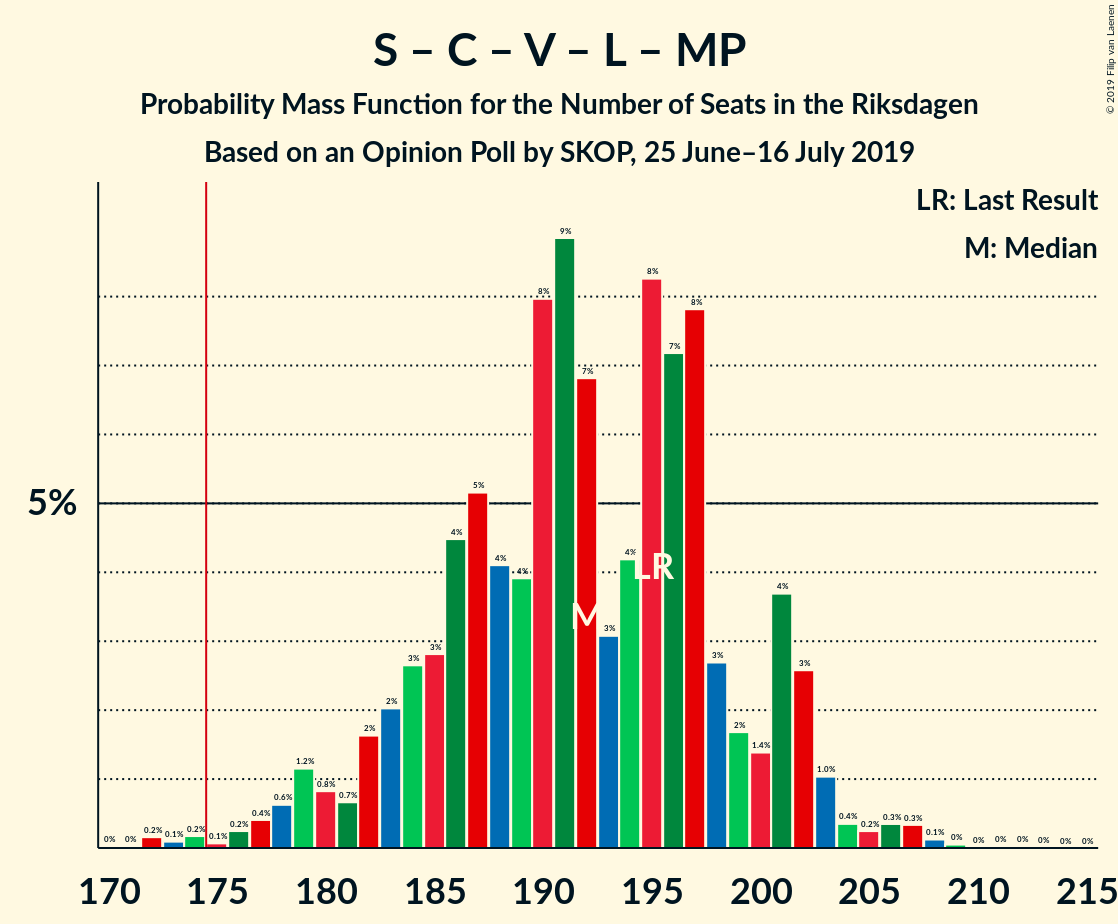 S – C – V – L – MP
Probability Mass Function for the Number of Seats in the Riksdagen
Based on an Opinion Poll by SKOP, 25 June–16 July 2019
© 2019 Filip van Laenen
LR: Last Result
M: Median
5%
0% 0% 0.2% 0.1% 0.2% 0.1% 0.2% 0.4% 0.6% 1.2% 0.8% 0.7% 2% 2% 3% 3% 4% 5% 4% 4% 8% 9% 7% 3% 4% 8% 7% 8% 3% 2% 1.4% 4% 3% 1.0% 0.4% 0.2% 0.3% 0.3% 0.1% 0% 0% 0% 0% 0% 0% 0%
LR
M
170 175 180 185 190 195 200 205 210 215